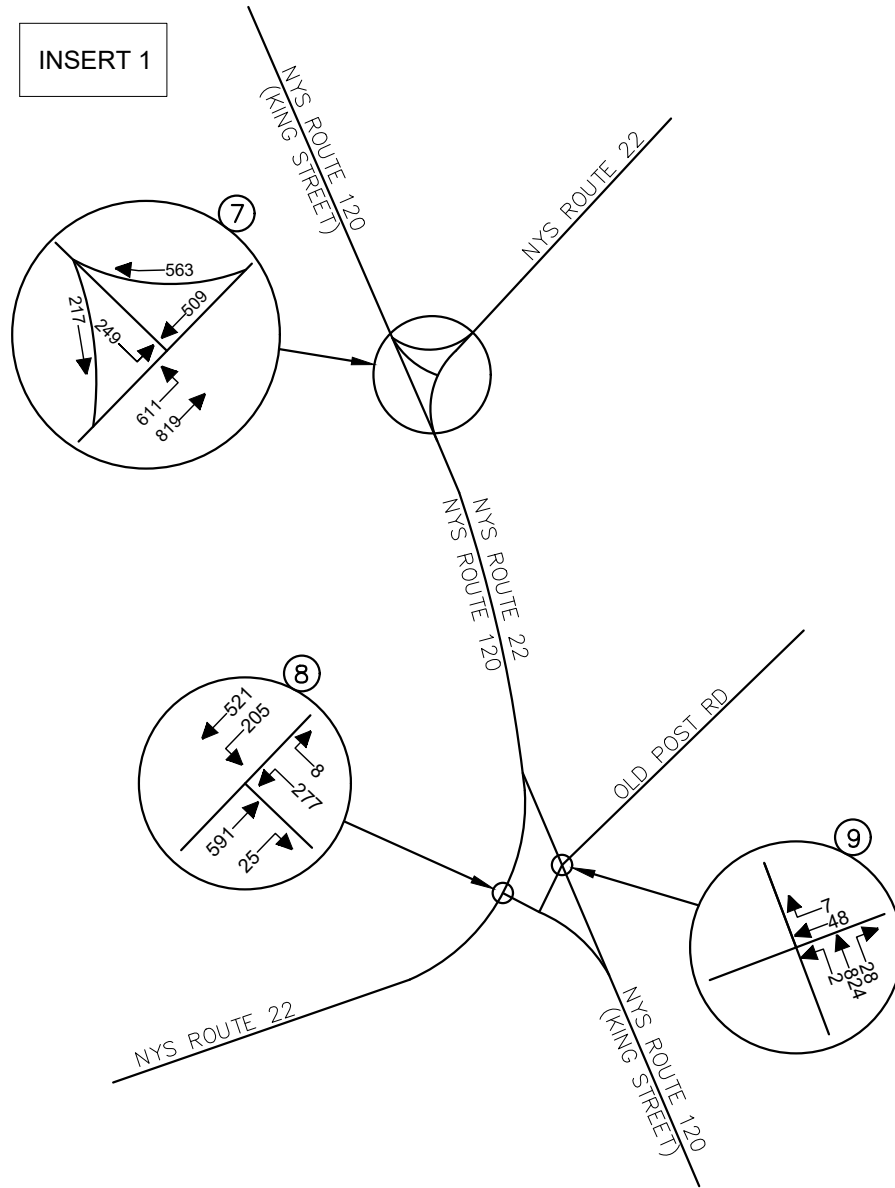 INSERT 1
NYS ROUTE 120
(KING STREET)
NYS ROUTE 22
7
563
509
217
249
611
819
NYS ROUTE 22
NYS ROUTE 120
8
521
205
8
277
591
25
OLD POST RD
9
7
48
28
824
2
NYS ROUTE 22
NYS ROUTE 120
(KING STREET)